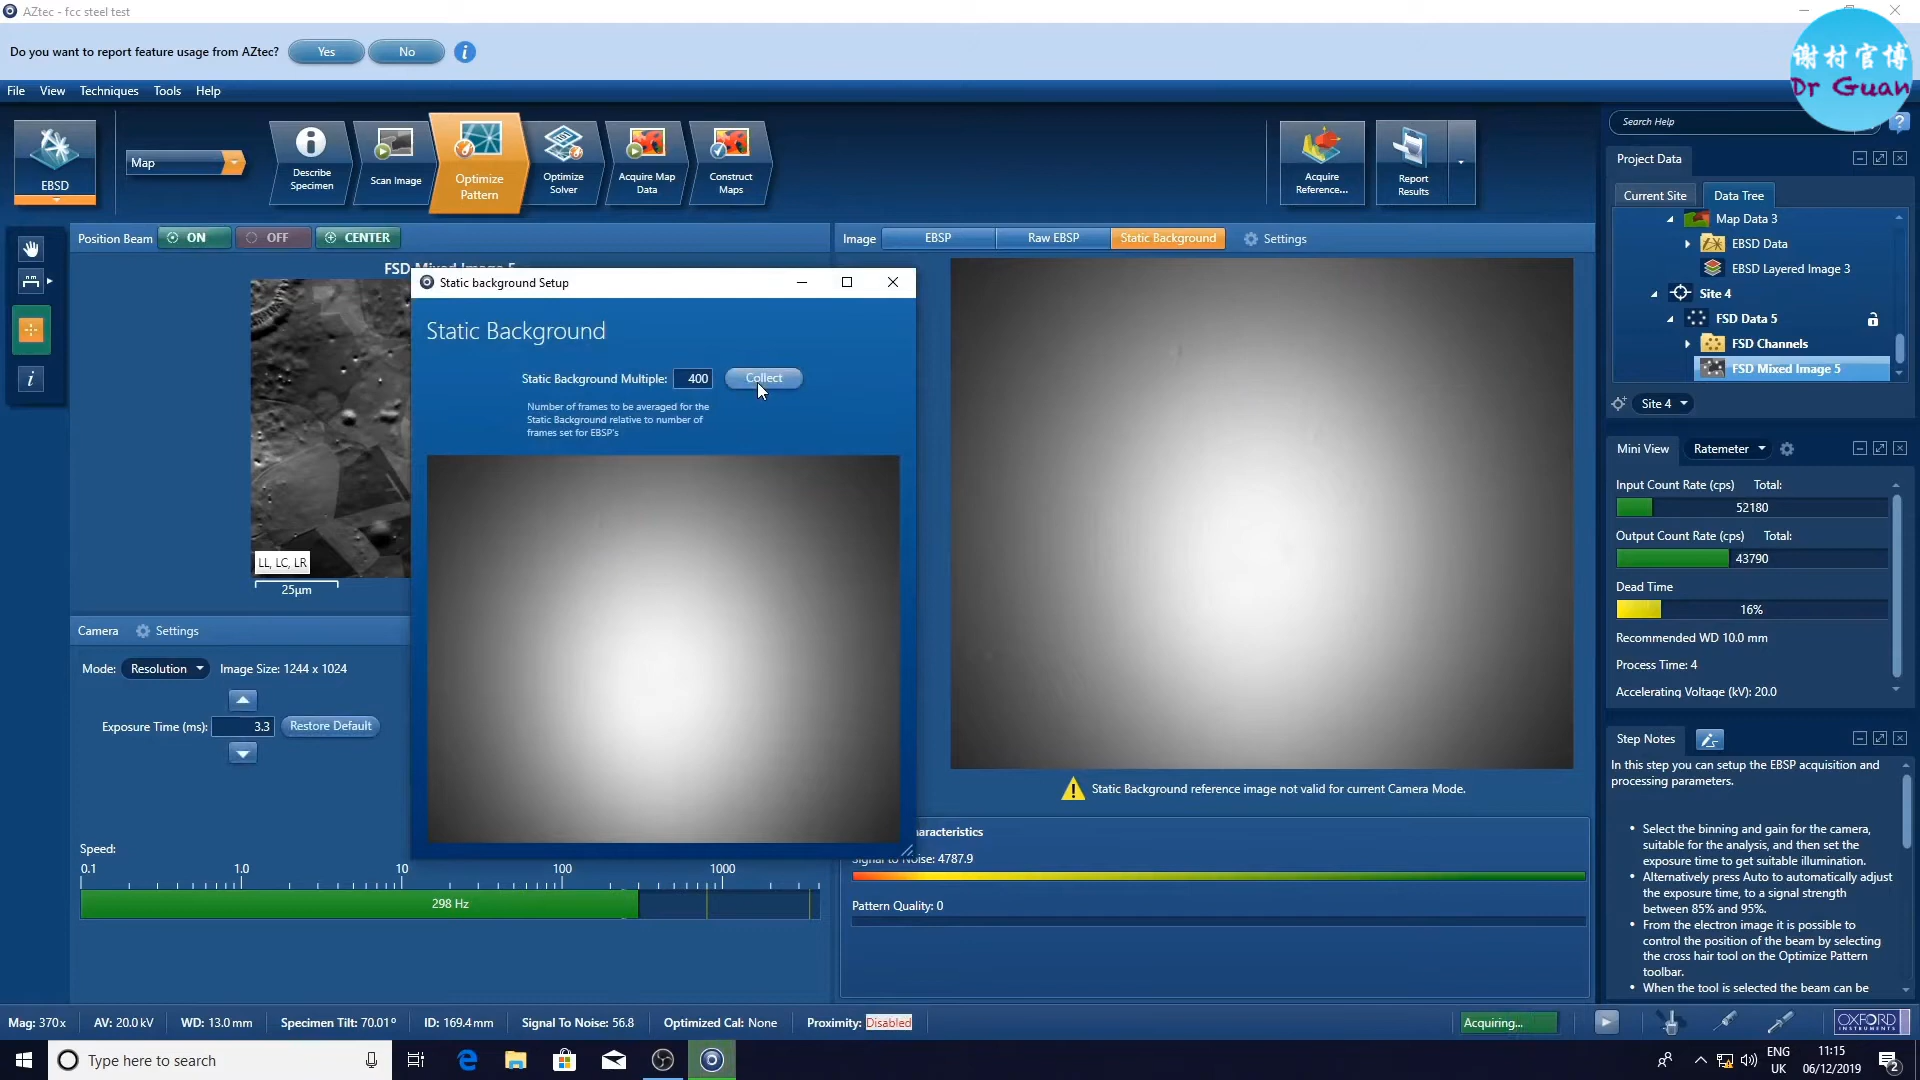 AZtec - fcc steel test
Do you want to report feature usage from AZtec?
Yes
No
i
谢村官博
Dr Guan
File
View
Techniques
Tools
Help
EBSD
Map
Describe
Specimen
Scan Image
Optimize
Pattern
Optimize
Solver
Acquire Map
Data
Construct
Maps
Acquire
Reference...
Report
Results
Search Help
?
Project Data
Current Site
Data Tree
Map Data 3
EBSD Data
EBSD Layered Image 3
Site 4
FSD Data 5
FSD Channels
FSD Mixed Image 5
Site 4
Position Beam
ON
OFF
CENTER
Image
EBSP
Raw EBSP
Static Background
Settings
Static background Setup
Static Background
Static Background Multiple:
400
Collect
Number of frames to be averaged for the
Static Background relative to number of
frames set for EBSP's
LL, LC, LR
25µm
Mini View
Ratemeter
Input Count Rate (cps) Total:
52180
Output Count Rate (cps) Total:
43790
Dead Time
16%
Recommended WD 10.0 mm
Process Time: 4
Accelerating Voltage (kV): 20.0
Camera
Settings
Mode:
Resolution
Image Size: 1244 x 1024
Exposure Time (ms):
3.3
Restore Default
Static Background reference image not valid for current Camera Mode.
Signal to Noise: 4787.9
Pattern Quality: 0
Speed:
0.1 1.0 10 100 1000
298 Hz
Step Notes
In this step you can setup the EBSP acquisition and
processing parameters.
• Select the binning and gain for the camera,
suitable for the analysis, and then set the
exposure time to get suitable illumination.
• Alternatively press Auto to automatically adjust
the exposure time, to a signal strength
between 85% and 95%.
• From the electron image it is possible to
control the position of the beam by selecting
the cross hair tool on the Optimize Pattern
toolbar.
• When the tool is selected the beam can be
Mag: 370x
AV: 20.0kV
WD: 13.0mm
Specimen Tilt: 70.01°
ID: 169.4mm
Signal To Noise: 56.8
Optimized Cal: None
Proximity: Disabled
Acquiring...
OXFORD
INSTRUMENTS
Type here to search
ENG
UK
11:15
06/12/2019
2